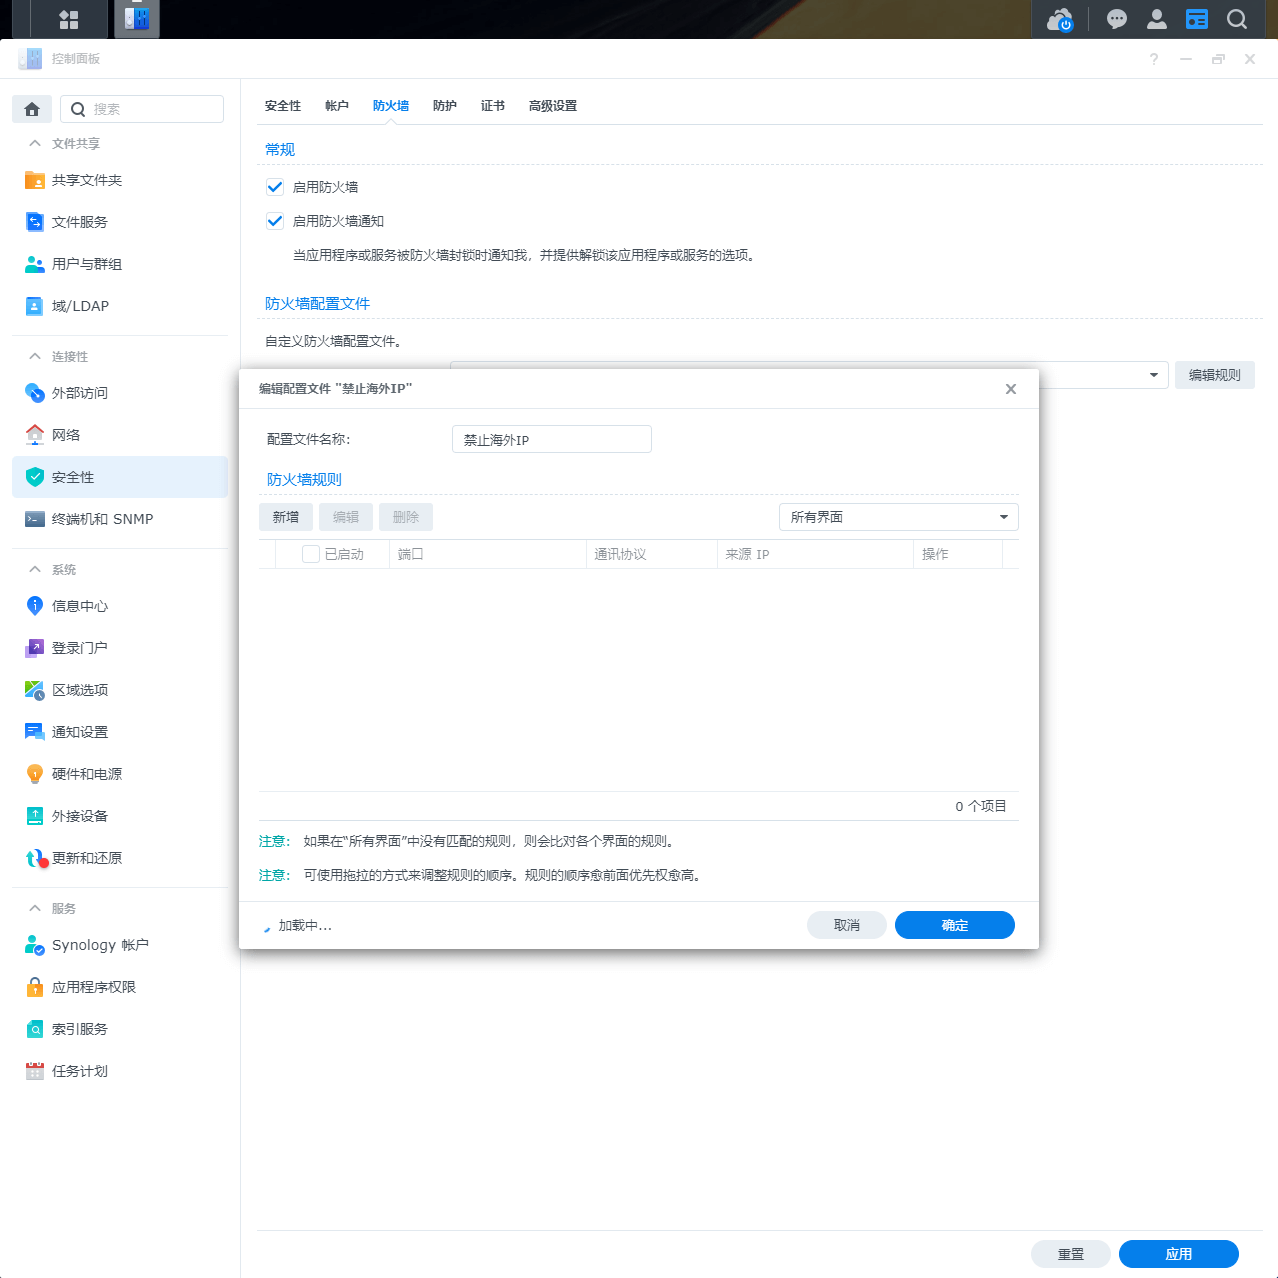 控制面板
?
搜索
文件共享
共享文件夹
文件服务
用户与群组
域/LDAP
连接性
外部访问
网络
安全性
终端机和 SNMP
系统
信息中心
登录门户
区域选项
通知设置
硬件和电源
外接设备
更新和还原
服务
Synology 帐户
应用程序权限
索引服务
任务计划
安全性 帐户 防火墙 防护 证书 高级设置
常规
启用防火墙
启用防火墙通知
当应用程序或服务被防火墙封锁时通知我，并提供解锁该应用程序或服务的选项。
防火墙配置文件
自定义防火墙配置文件。
编辑规则
编辑配置文件 "禁止海外IP"
配置文件名称: 禁止海外IP
防火墙规则
新增 编辑 删除 所有界面
已启动 端口 通讯协议 来源 IP 操作
0 个项目
注意： 如果在“所有界面”中没有匹配的规则，则会比对各个界面的规则。
注意： 可使用拖拉的方式来调整规则的顺序。规则的顺序愈前面优先权愈高。
加载中... 取消 确定
重置 应用